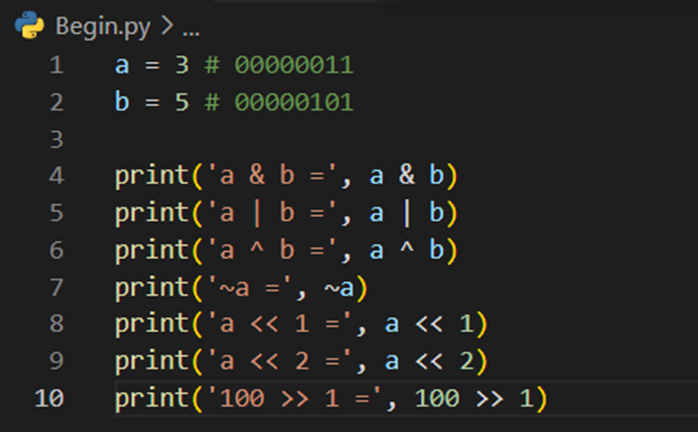 Begin.py > ...
1 a = 3 # 00000011
2 b = 5 # 00000101
3
4 print('a & b =', a & b)
5 print('a | b =', a | b)
6 print('a ^ b =', a ^ b)
7 print('~a =', ~a)
8 print('a << 1 =', a << 1)
9 print('a << 2 =', a << 2)
10 print('100 >> 1 =', 100 >> 1)